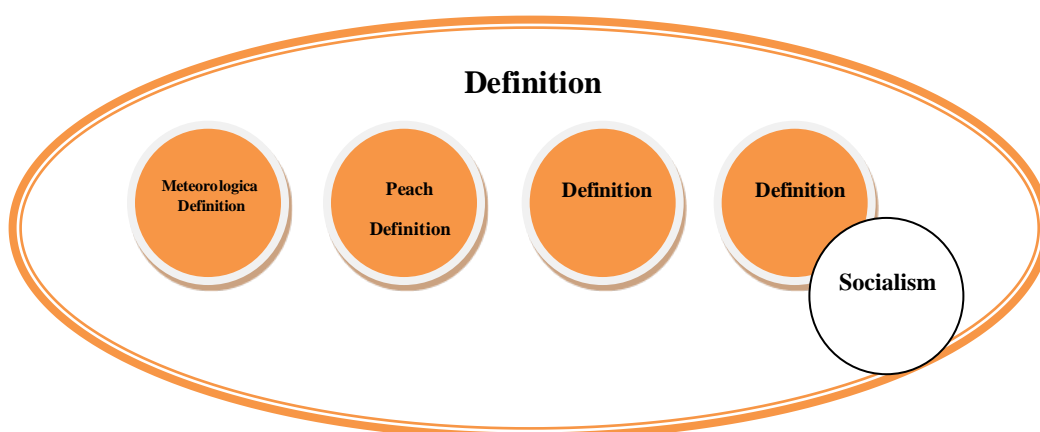 Definition
Meteorologica
Definition
Peach
Definition
Definition
Definition
Socialism